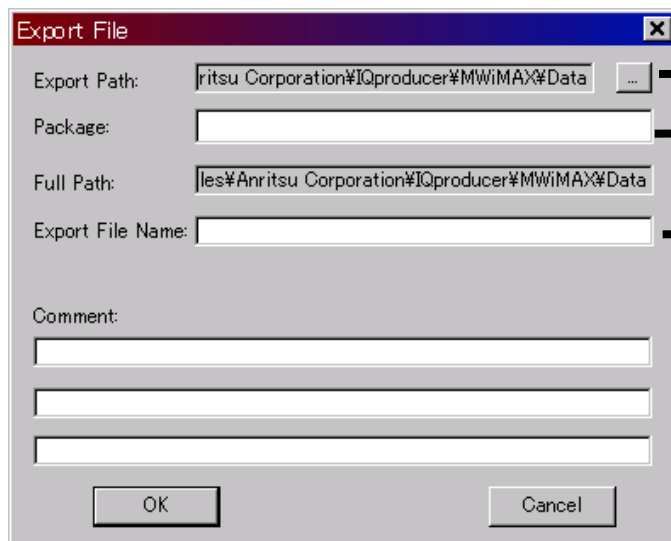 Export File
Export Path: ritsu Corporation¥IQproducer¥MWiMAX¥Data ...
Package:
Full Path: les¥Anritsu Corporation¥IQproducer¥MWiMAX¥Data
Export File Name:
Comment:
OK Cancel